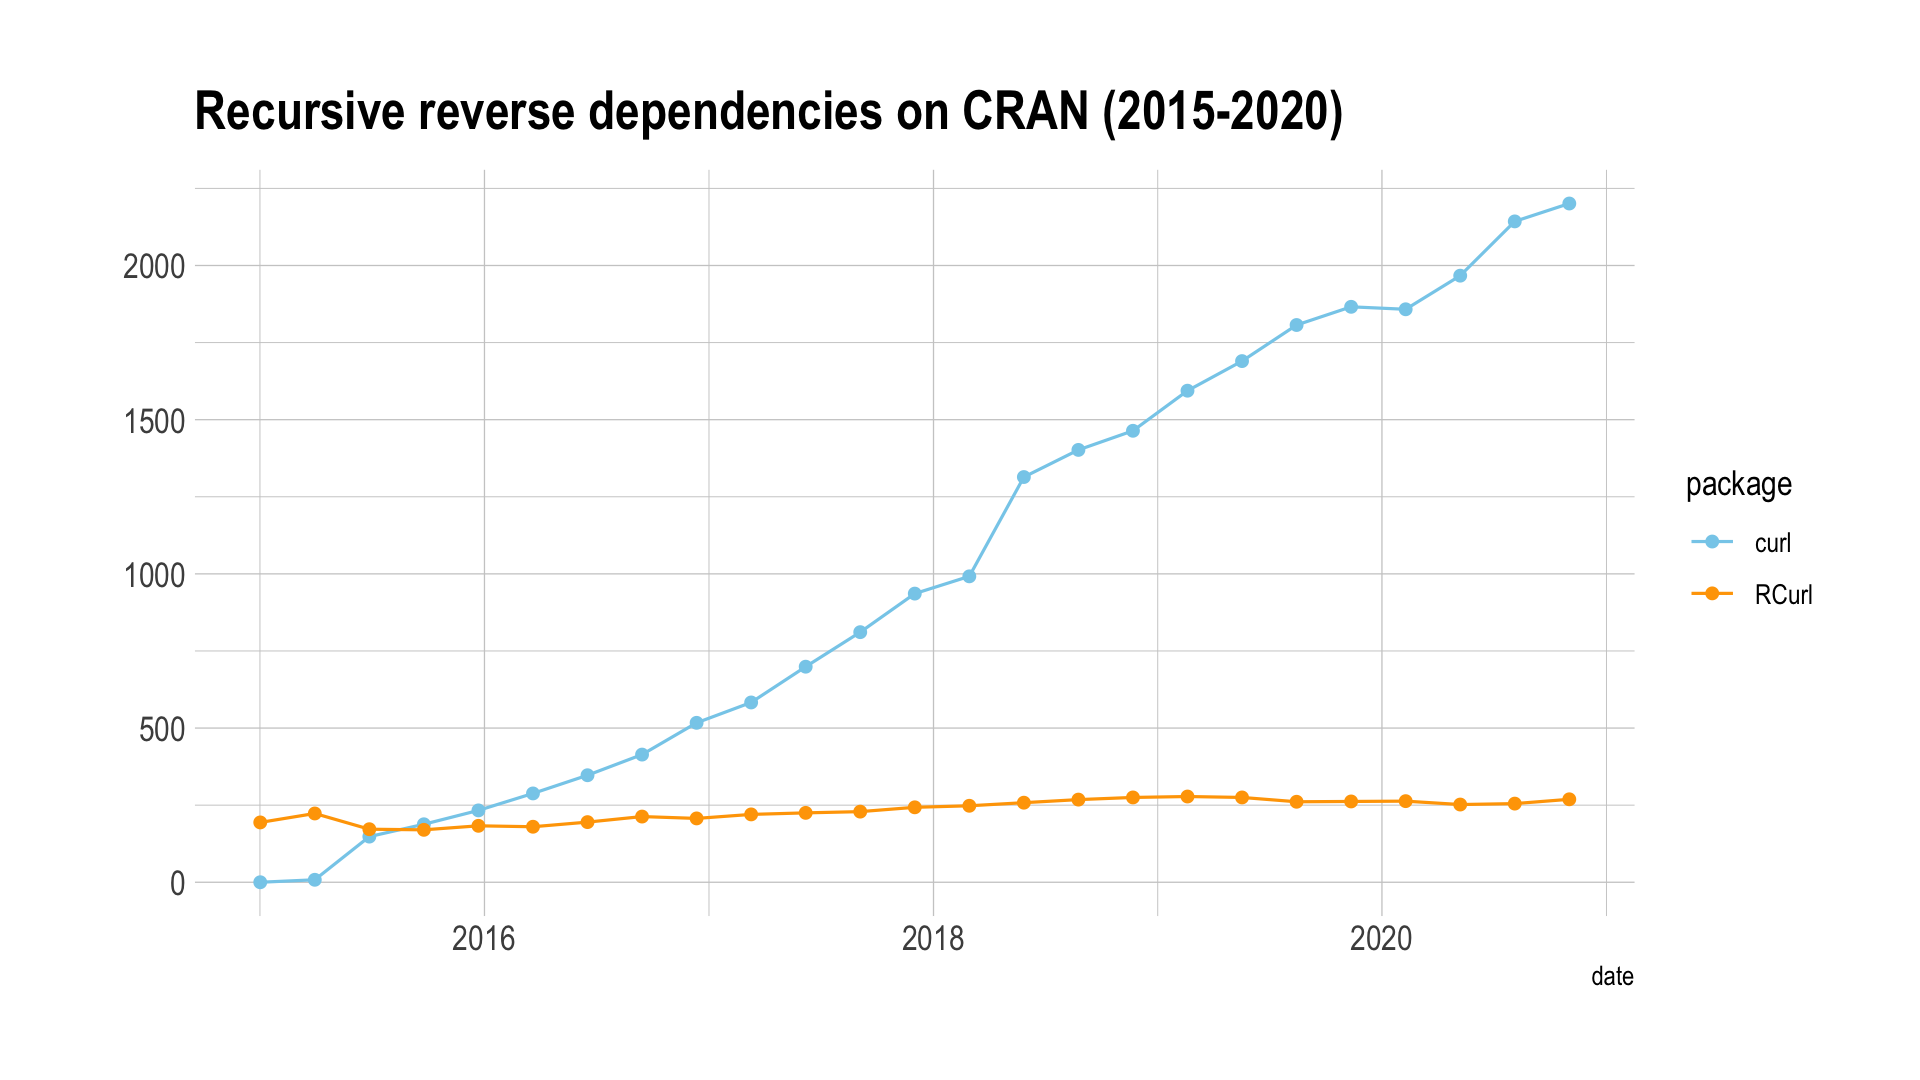 Recursive reverse dependencies on CRAN (2015-2020)
2000
1500
1000
500
0
2016 2018 2020
date
package
curl
RCurl